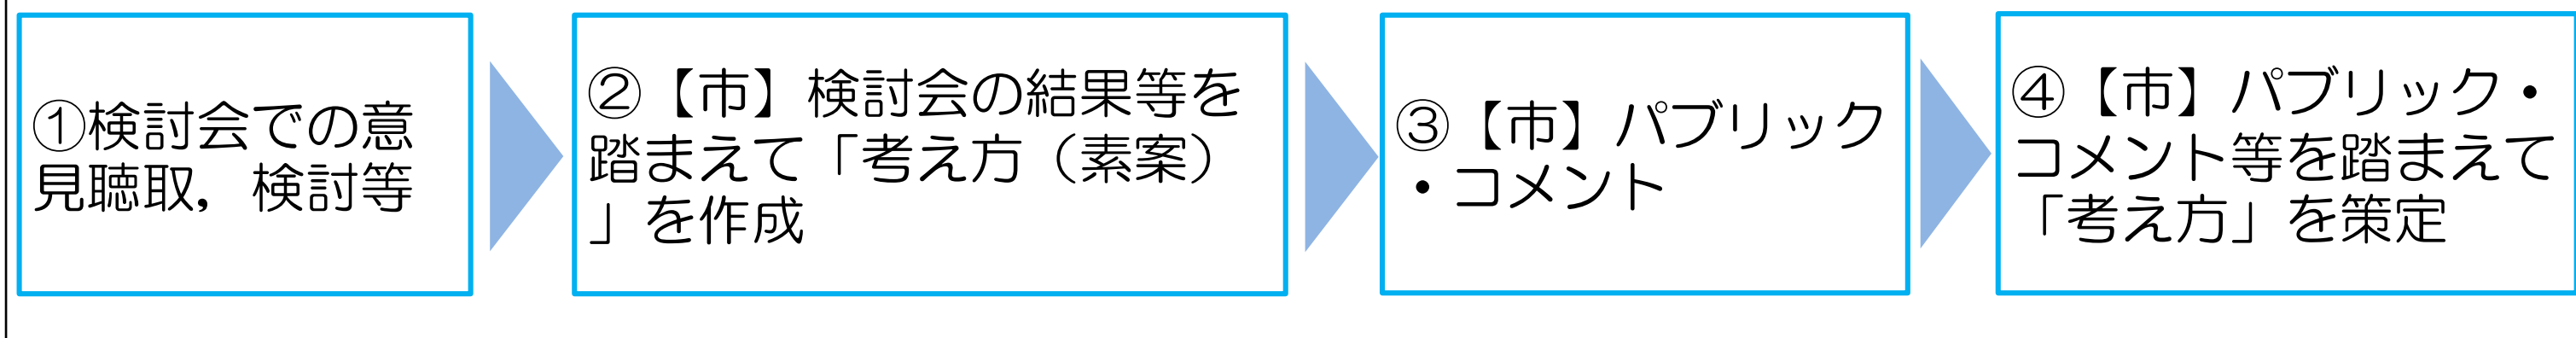 ①検討会での意
見聴取，検討等
②【市】検討会の結果等を
踏まえて「考え方（素案）
」を作成
③【市】パブリック
・コメント
④【市】パブリック・
コメント等を踏まえて
「考え方」を策定